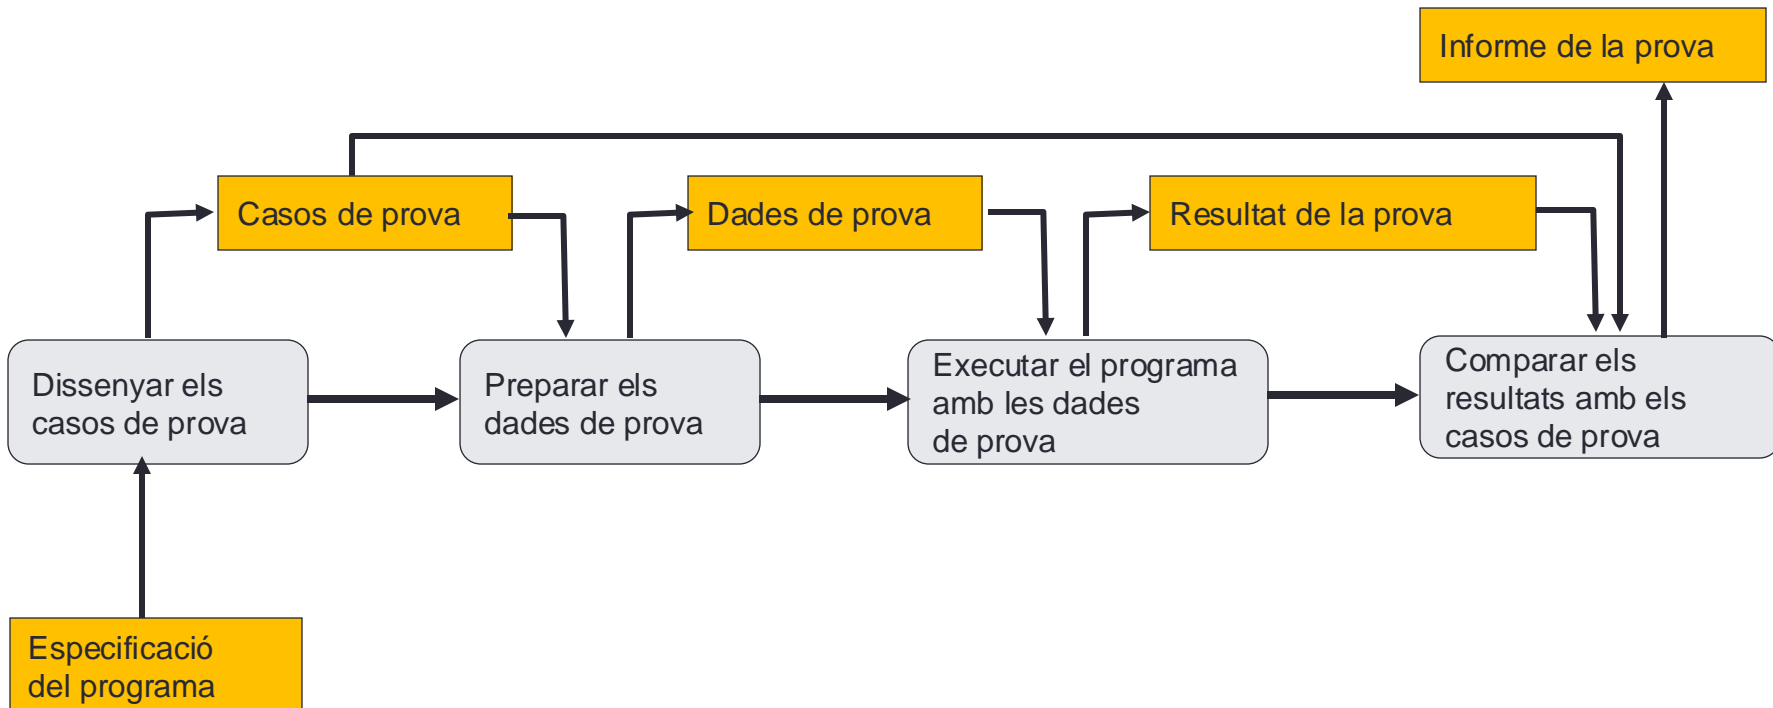 Informe de la prova
Casos de prova
Dades de prova
Resultat de la prova
Dissenyar els
casos de prova
Preparar els
dades de prova
Executar el programa
amb les dades
de prova
Comparar els
resultats amb els
casos de prova
Especificació
del programa